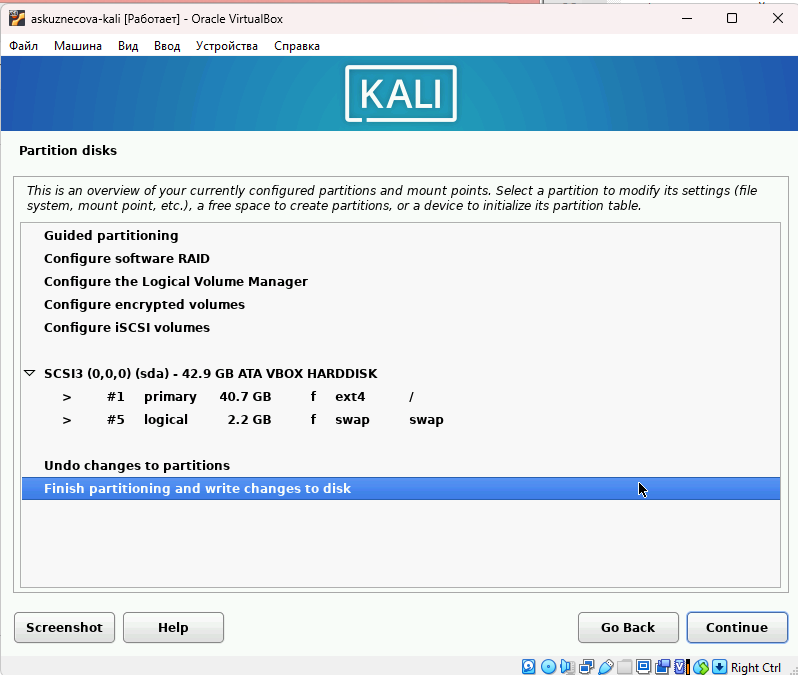 askuznecova-kali [Работает] - Oracle VirtualBox
Файл Машина Вид Ввод Устройства Справка
KALI
Partition disks
This is an overview of your currently configured partitions and mount points. Select a partition to modify its settings (file
system, mount point, etc.), a free space to create partitions, or a device to initialize its partition table.
Guided partitioning
Configure software RAID
Configure the Logical Volume Manager
Configure encrypted volumes
Configure iSCSI volumes
SCSI3 (0,0,0) (sda) - 42.9 GB ATA VBOX HARDDISK
> #1 primary 40.7 GB f ext4 /
> #5 logical 2.2 GB f swap swap
Undo changes to partitions
Finish partitioning and write changes to disk
Screenshot Help Go Back Continue
Right Ctrl